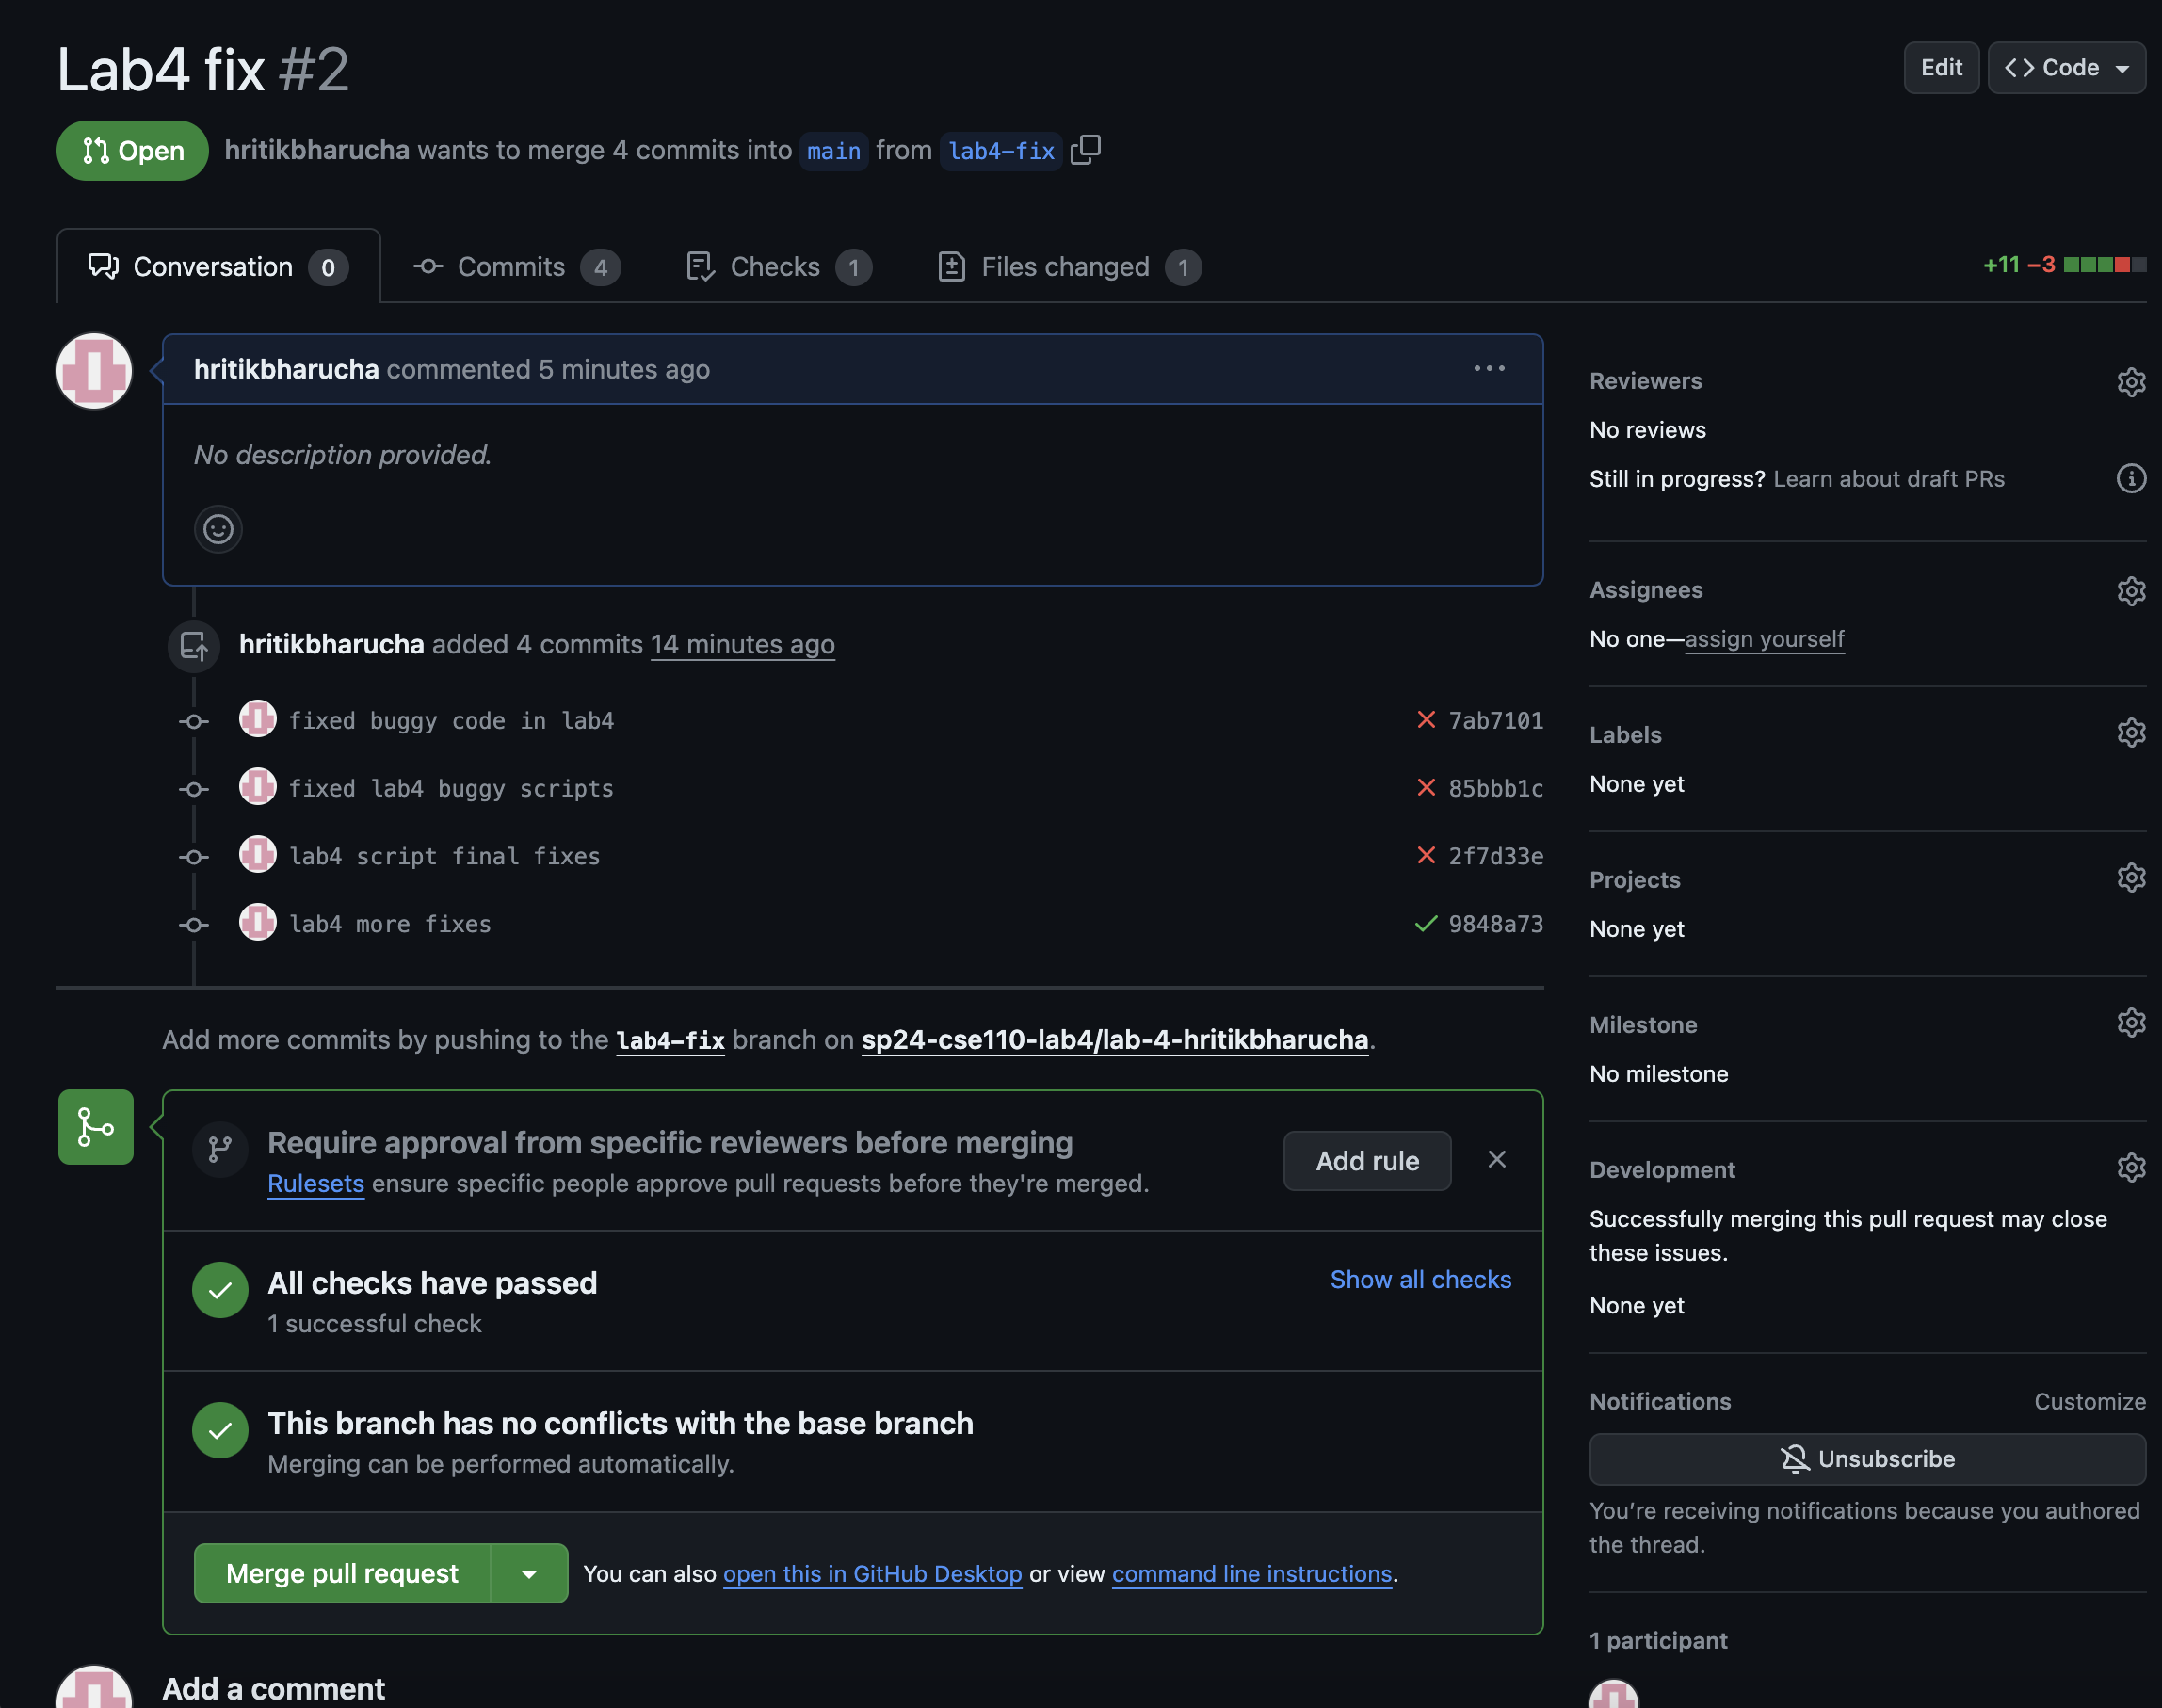 Lab4 fix #2
Edit
Code
Open
hritikbharucha wants to merge 4 commits into main from lab4-fix
Conversation 0
Commits 4
Checks 1
Files changed 1
+11 −3
hritikbharucha commented 5 minutes ago
No description provided.
hritikbharucha added 4 commits 14 minutes ago
fixed buggy code in lab4 7ab7101
fixed lab4 buggy scripts 85bbb1c
lab4 script final fixes 2f7d33e
lab4 more fixes 9848a73
Add more commits by pushing to the lab4-fix branch on sp24-cse110-lab4/lab-4-hritikbharucha.
Require approval from specific reviewers before merging
Rulesets ensure specific people approve pull requests before they're merged.
Add rule
All checks have passed
1 successful check
Show all checks
This branch has no conflicts with the base branch
Merging can be performed automatically.
Merge pull request
You can also open this in GitHub Desktop or view command line instructions.
Add a comment
Reviewers
No reviews
Still in progress? Learn about draft PRs
Assignees
No one—assign yourself
Labels
None yet
Projects
None yet
Milestone
No milestone
Development
Successfully merging this pull request may close
these issues.
None yet
Notifications
Customize
Unsubscribe
You’re receiving notifications because you authored
the thread.
1 participant